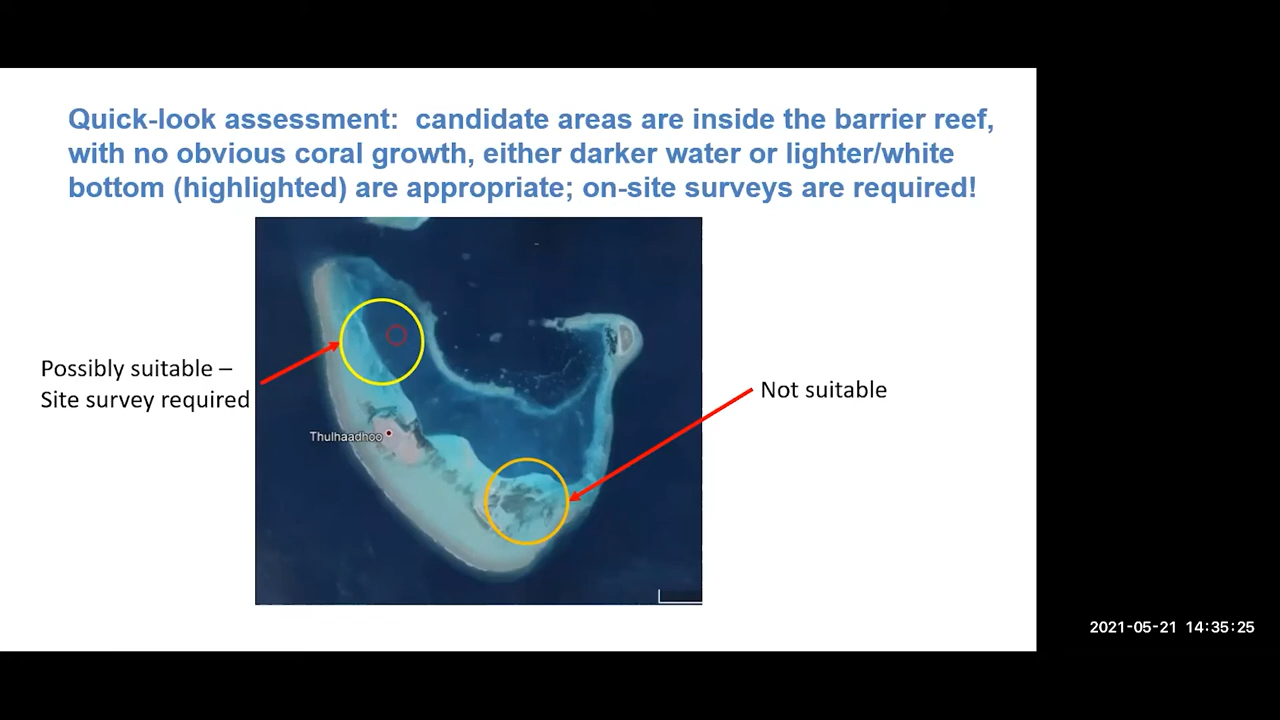 Quick-look assessment:  candidate areas are inside the barrier reef,
with no obvious coral growth, either darker water or lighter/white
bottom (highlighted) are appropriate; on-site surveys are required!
Possibly suitable –
Site survey required
Not suitable
Thulhaadhoo
2021-05-21 14:35:25